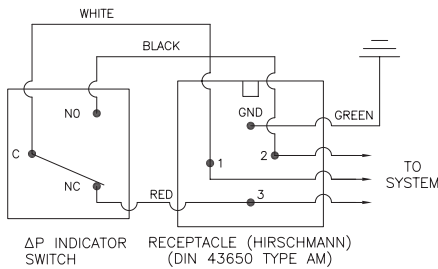 WHITE
BLACK
NO
GND
GREEN
C
1
2
NC
RED
3
TO
SYSTEM
ΔP INDICATOR
SWITCH
RECEPTACLE (HIRSCHMANN)
(DIN 43650 TYPE AM)